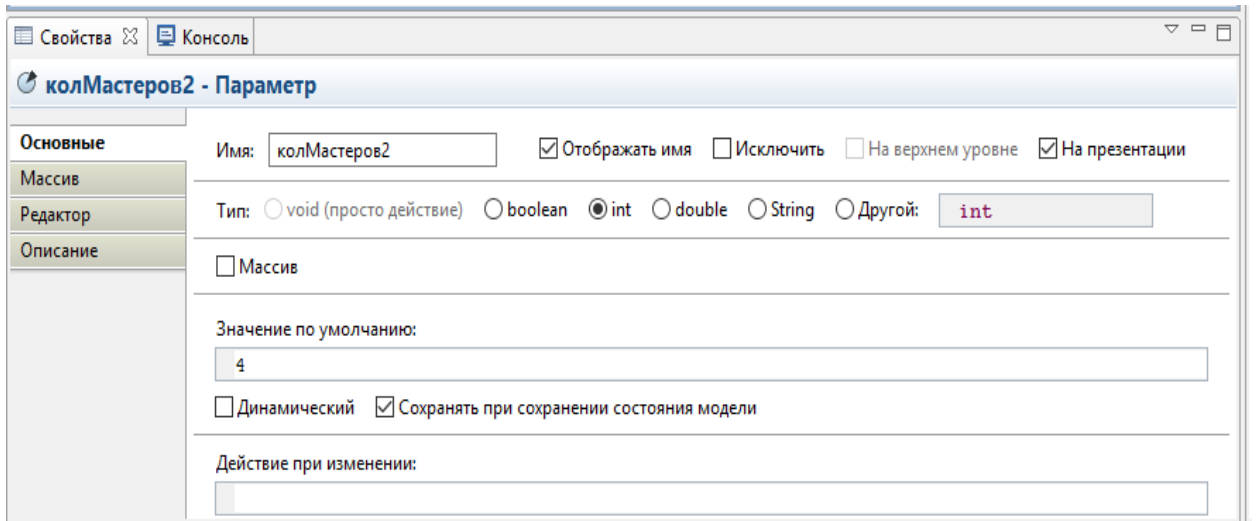 Свойства Консоль
колМастеров2 - Параметр
Основные
Массив
Редактор
Описание
Имя: колМастеров2 Отображать имя Исключить На верхнем уровне На презентации
Тип: void (просто действие) boolean int double String Другой: int
Массив
Значение по умолчанию:
4
Динамический Сохранять при сохранении состояния модели
Действие при изменении: